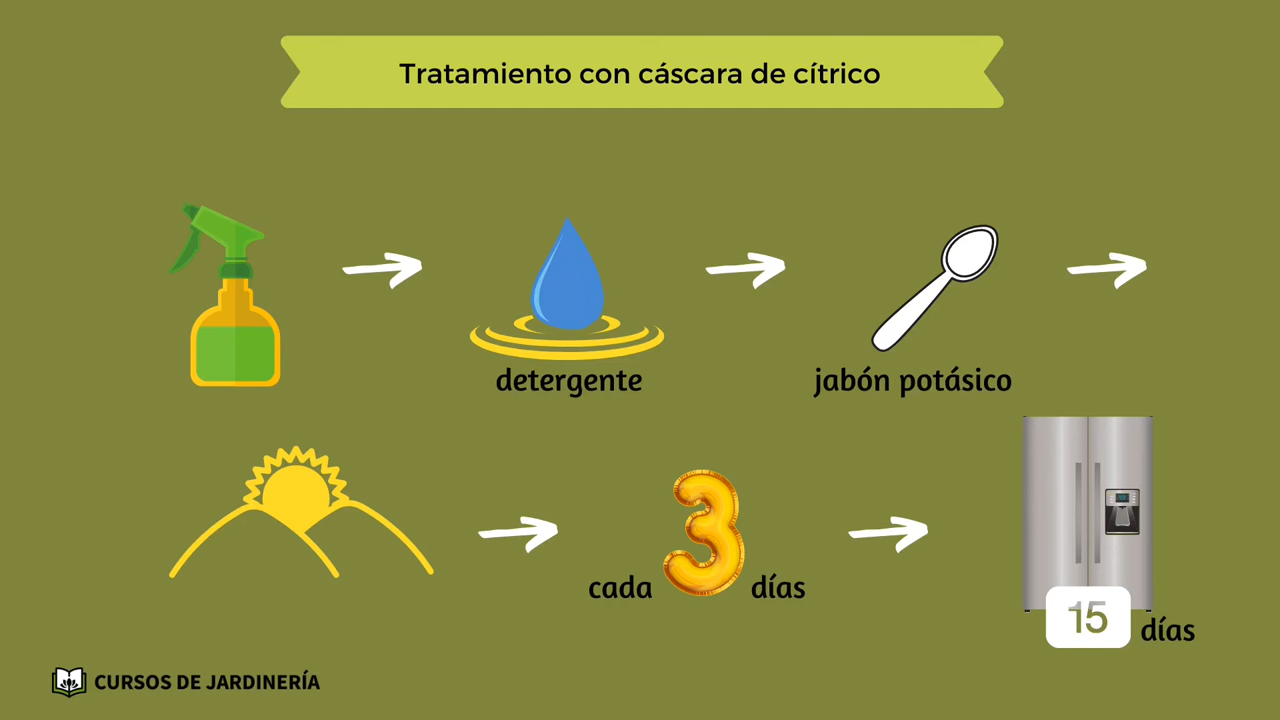 Tratamiento con cáscara de cítrico
detergente
jabón potásico
cada 3 días
15 días
CURSOS DE JARDINERÍA